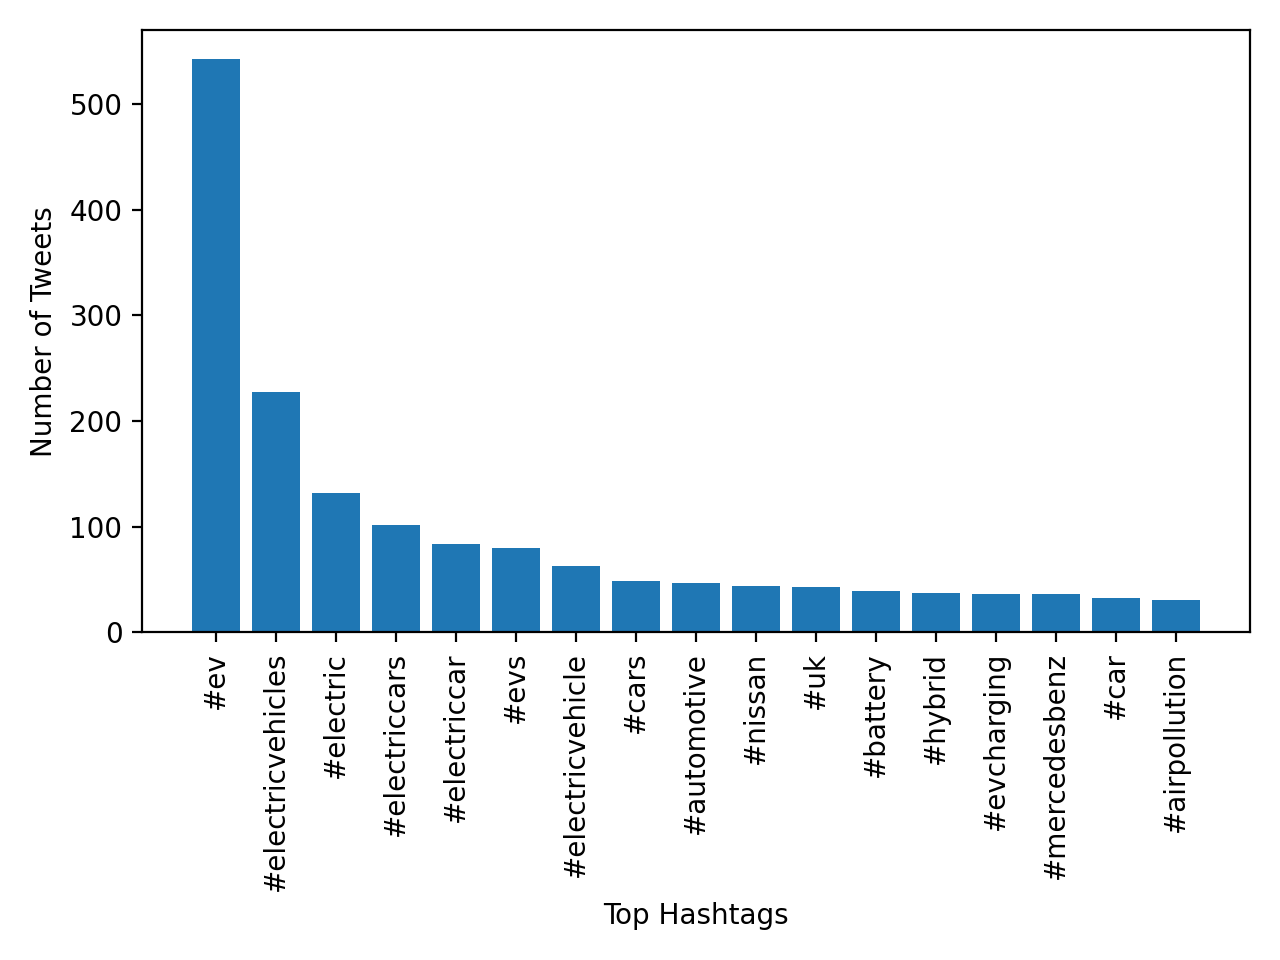 Number of Tweets
500
400
300
200
100
0
#ev
#electricvehicles
#electric
#electriccars
#electriccar
#evs
#electricvehicle
#cars
#automotive
#nissan
#uk
#battery
#hybrid
#evcharging
#mercedesbenz
#car
#airpollution
Top Hashtags